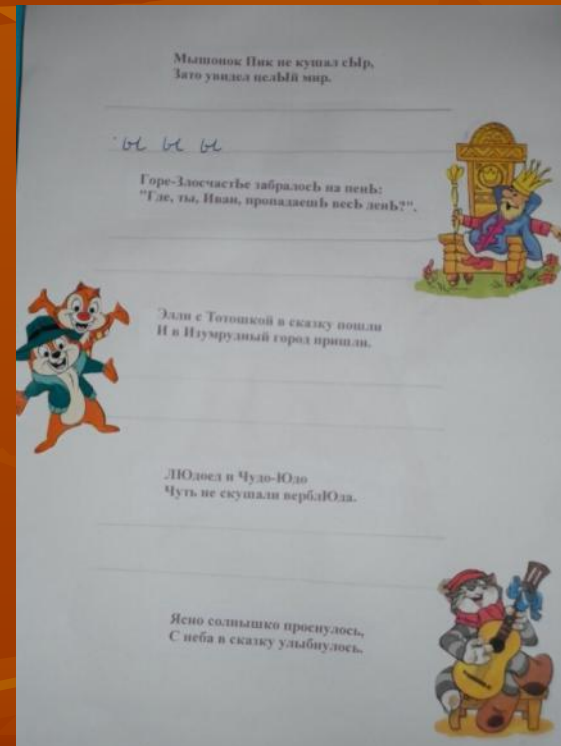 Мышонок Пик не кушал сЫр,
Зато увидел целЫй мир.
ы ы ы
Горе-ЗлосчастЬе забралосЬ на пенЬ:
"Где, ты, Иван, пропадаешЬ весЬ денЬ?".
Элли с Тотошкой в сказку пошли
И в Изумрудный город пришли.
ЛЮдоед и Чудо-Юдо
Чуть не скушали верблЮда.
Ясно солнышко проснулось,
С неба в сказку улыбнулось.